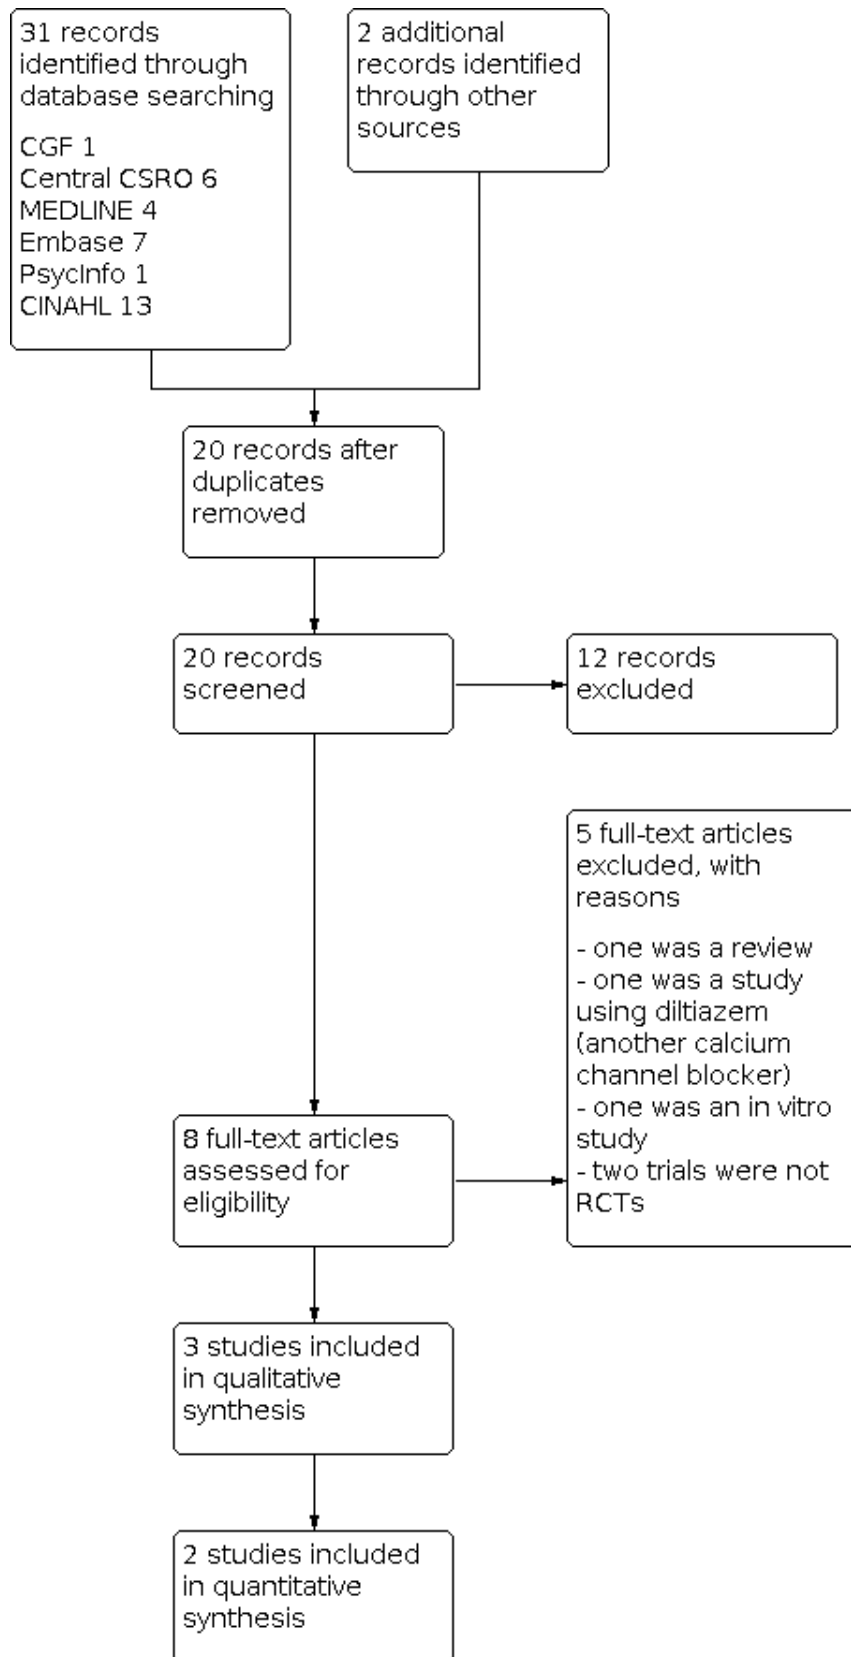 31 records
identified through
database searching
CGF 1
Central CSRO 6
MEDLINE 4
Embase 7
PsycInfo 1
CINAHL 13
2 additional
records identified
through other
sources
20 records after
duplicates
removed
20 records
screened
12 records
excluded
5 full-text articles
excluded, with
reasons
- one was a review
- one was a study
using diltiazem
(another calcium
channel blocker)
- one was an in vitro
study
- two trials were not
RCTs
8 full-text articles
assessed for
eligibility
3 studies included
in qualitative
synthesis
2 studies included
in quantitative
synthesis